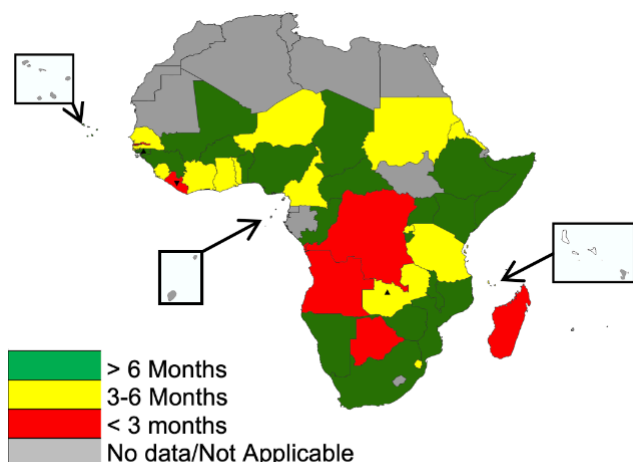 > 6 Months
3-6 Months
< 3 months
No data/Not Applicable